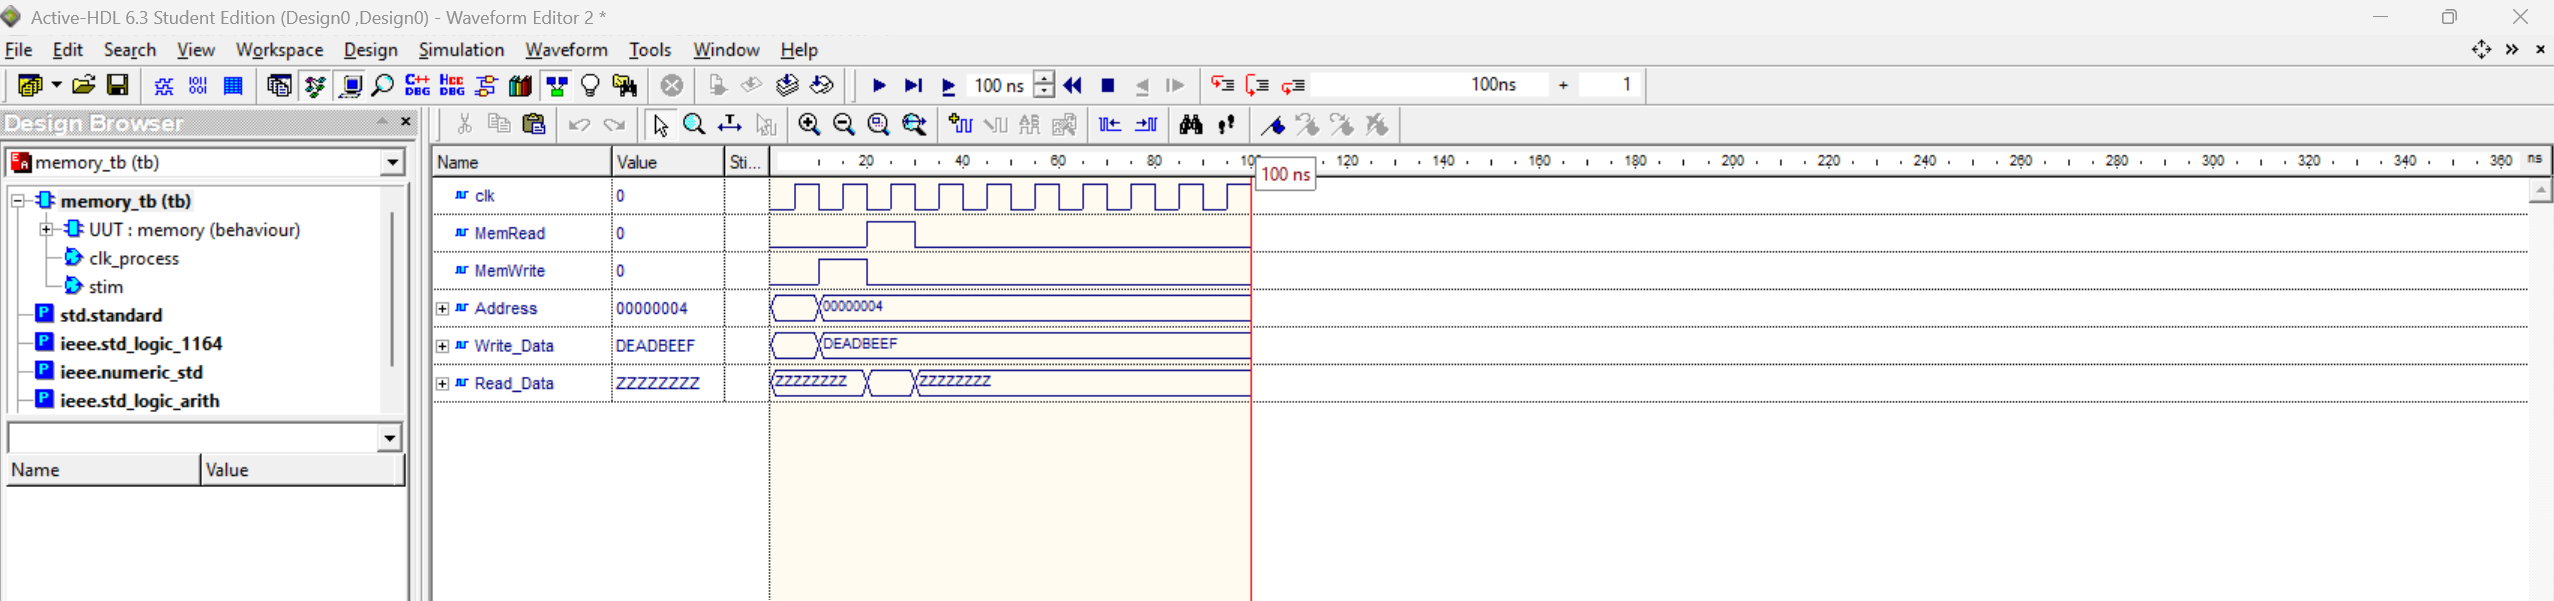 Active-HDL 6.3 Student Edition (Design0 ,Design0) - Waveform Editor 2 *
File Edit Search View Workspace Design Simulation Waveform Tools Window Help
C++ DBG HCC DBG 100 ns 100ns + 1
Design Browser
memory_tb (tb)
memory_tb (tb)
UUT : memory (behaviour)
clk_process
stim
std.standard
ieee.std_logic_1164
ieee.numeric_std
ieee.std_logic_arith
Name Value
Name Value Sti... 20 40 60 80 100 120 140 160 180 200 220 240 260 280 300 320 340 360 ns
100 ns
clk 0
MemRead 0
MemWrite 0
Address 00000004 00000004
Write_Data DEADBEEF DEADBEEF
Read_Data ZZZZZZZZ ZZZZZZZZ ZZZZZZZZ